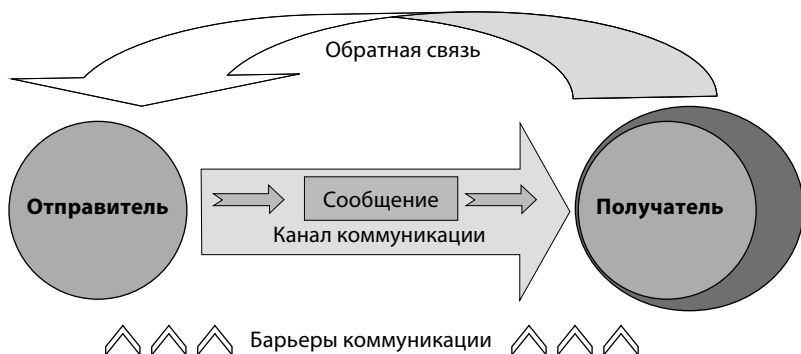 Обратная связь
Отправитель
Сообщение
Получатель
Канал коммуникации
Барьеры коммуникации